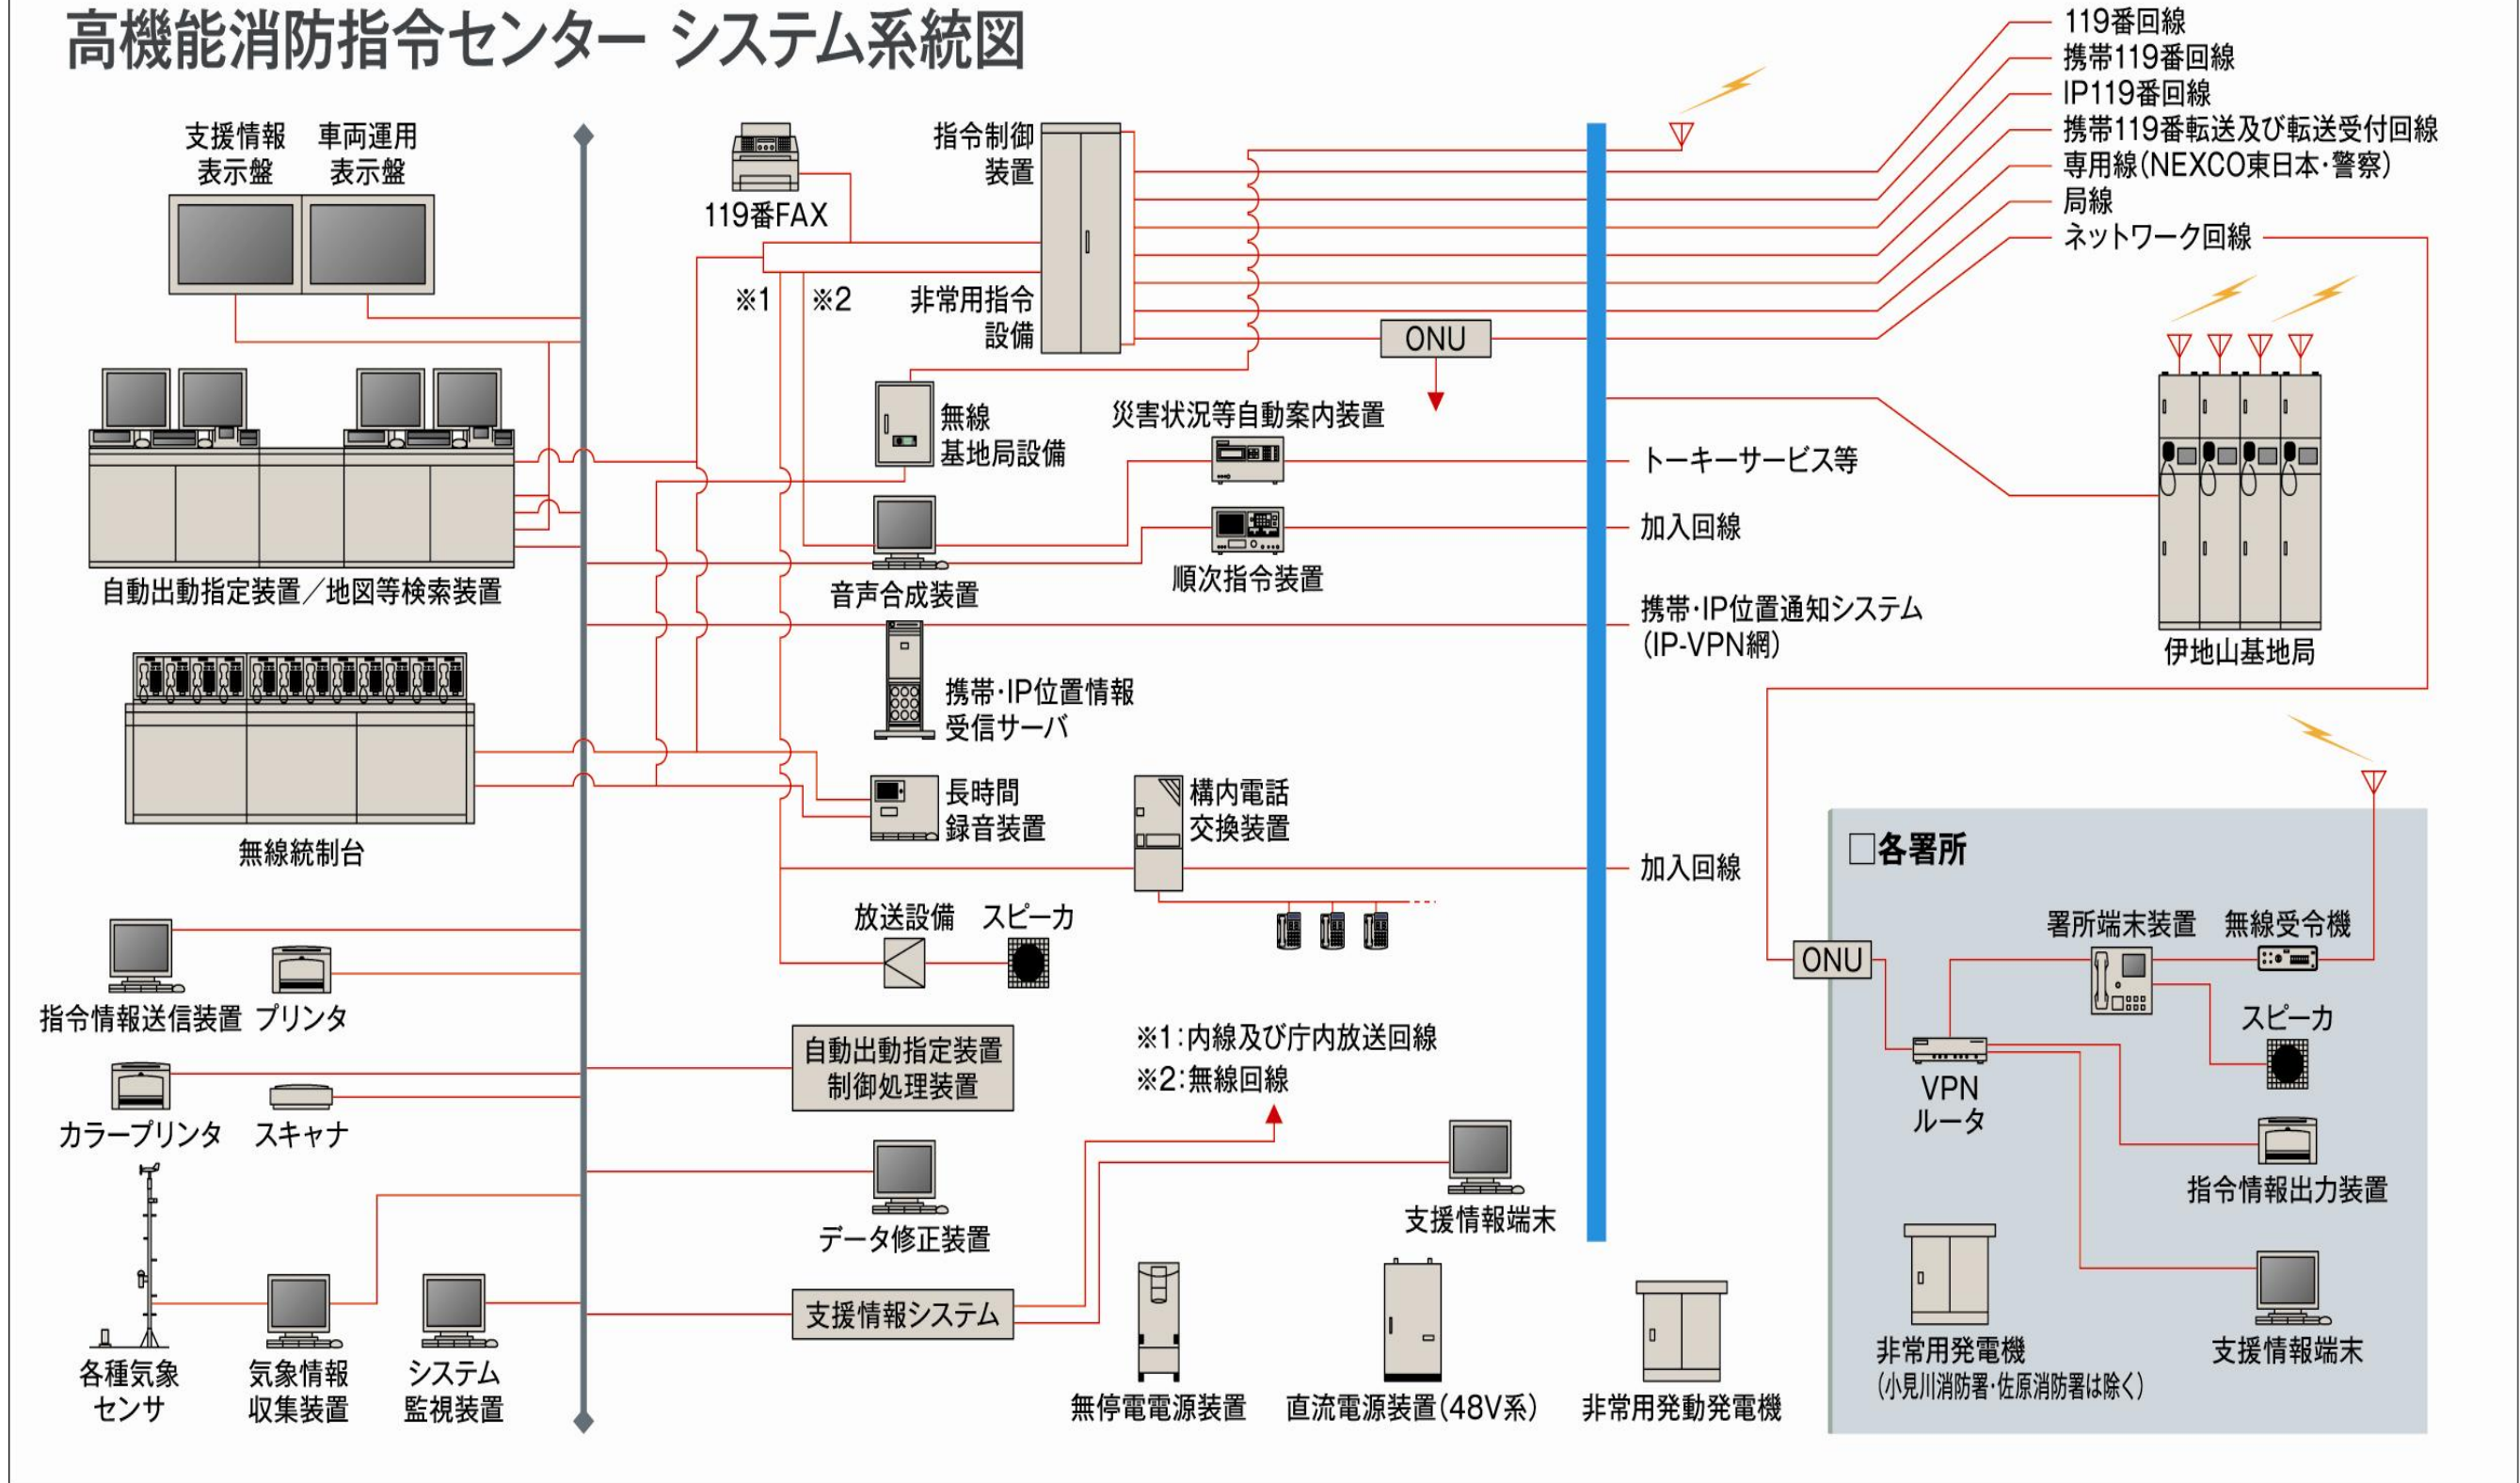 高機能消防指令センター システム系統図
119番回線
携帯119番回線
IP119番回線
携帯119番転送及び転送受付回線
専用線(NEXCO東日本・警察)
局線
ネットワーク回線
支援情報
表示盤
車両運用
表示盤
119番FAX
指令制御
装置
※1
※2
非常用指令
設備
ONU
無線
基地局設備
災害状況等自動案内装置
トーキーサービス等
加入回線
自動出動指定装置/地図等検索装置
音声合成装置
順次指令装置
携帯・IP位置通知システム
(IP-VPN網)
伊地山基地局
携帯・IP位置情報
受信サーバ
無線統制台
長時間
録音装置
構内電話
交換装置
加入回線
□各署所
放送設備
スピーカ
署所端末装置
無線受令機
ONU
スピーカ
指令情報送信装置
プリンタ
自動出動指定装置
制御処理装置
※1:内線及び庁内放送回線
※2:無線回線
VPN
ルータ
カラープリンタ
スキャナ
指令情報出力装置
データ修正装置
支援情報端末
支援情報システム
各種気象
センサ
気象情報
収集装置
システム
監視装置
無停電電源装置
直流電源装置(48V系)
非常用発動発電機
非常用発電機
(小見川消防署・佐原消防署は除く)
支援情報端末